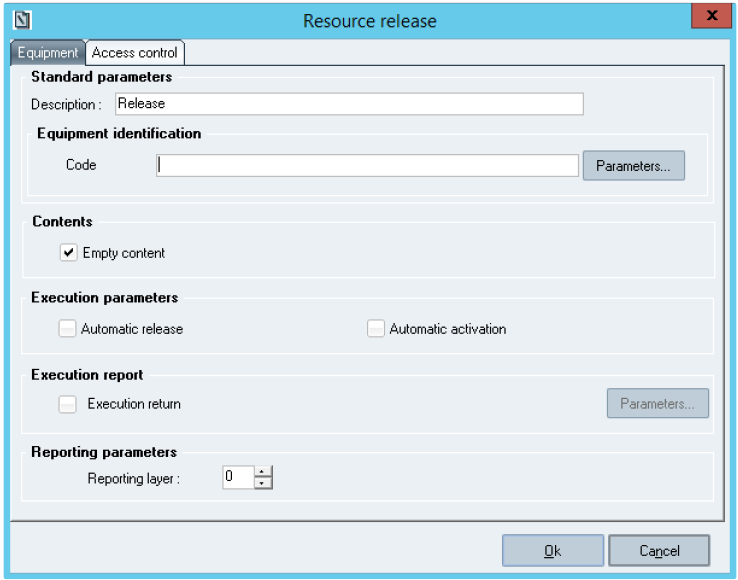 Resource release
x
Equipment Access control
Standard parameters
Description : Release
Equipment identification
Code Parameters...
Contents
Empty content
Execution parameters
Automatic release Automatic activation
Execution report
Execution return Parameters...
Reporting parameters
Reporting layer : 0
Ok Cancel